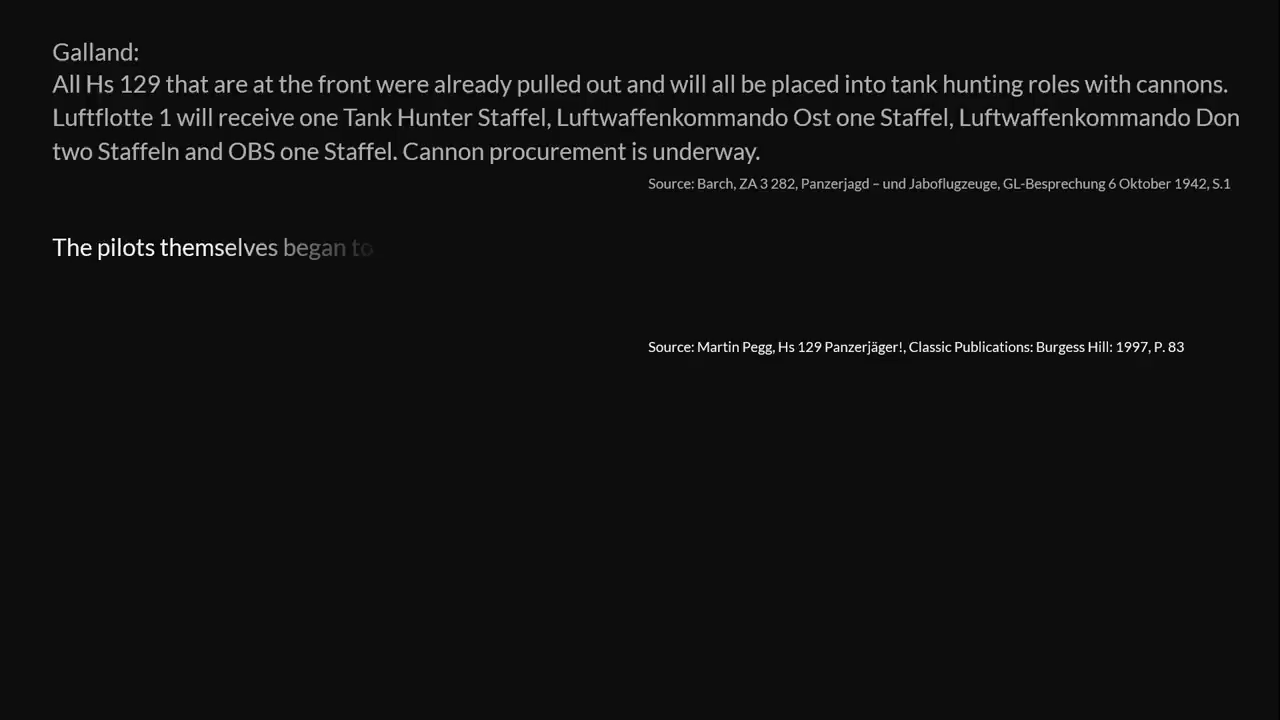 Galland:
All Hs 129 that are at the front were already pulled out and will all be placed into tank hunting roles with cannons.
Luftflotte 1 will receive one Tank Hunter Staffel, Luftwaffenkommando Ost one Staffel, Luftwaffenkommando Don
two Staffeln and OBS one Staffel. Cannon procurement is underway.
Source: Barch, ZA 3 282, Panzerjagd – und Jaboflugzeuge, GL-Besprechung 6 Oktober 1942, S.1
The pilots themselves began to
Source: Martin Pegg, Hs 129 Panzerjäger!, Classic Publications: Burgess Hill: 1997, P. 83